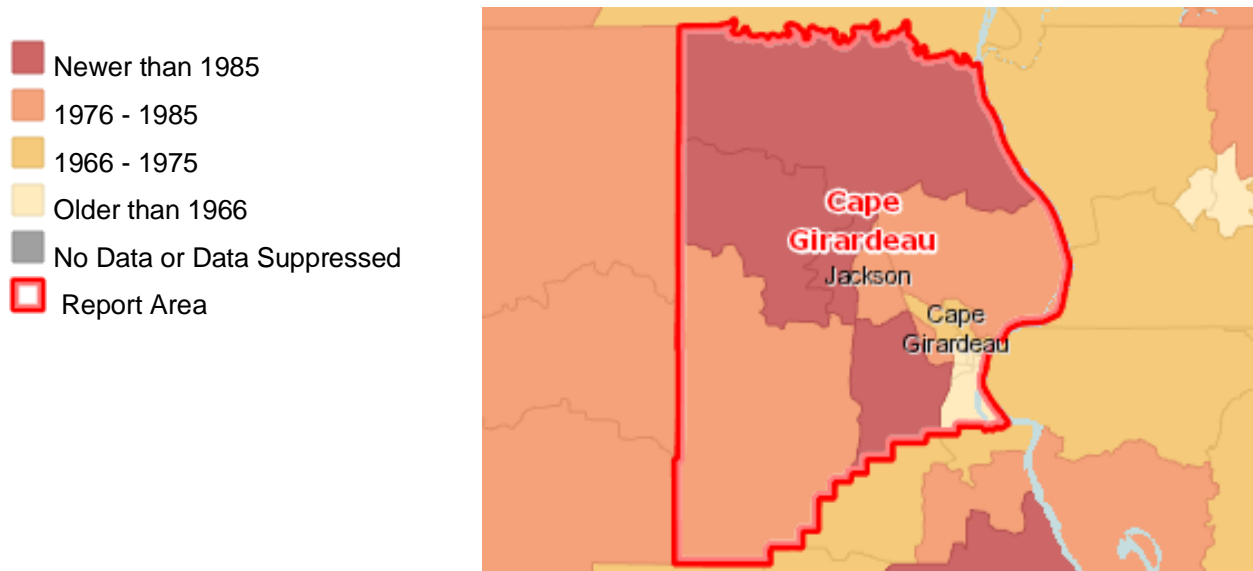 Newer than 1985
1976 - 1985
1966 - 1975
Older than 1966
No Data or Data Suppressed
Report Area
Cape
Girardeau
Jackson
Cape
Girardeau